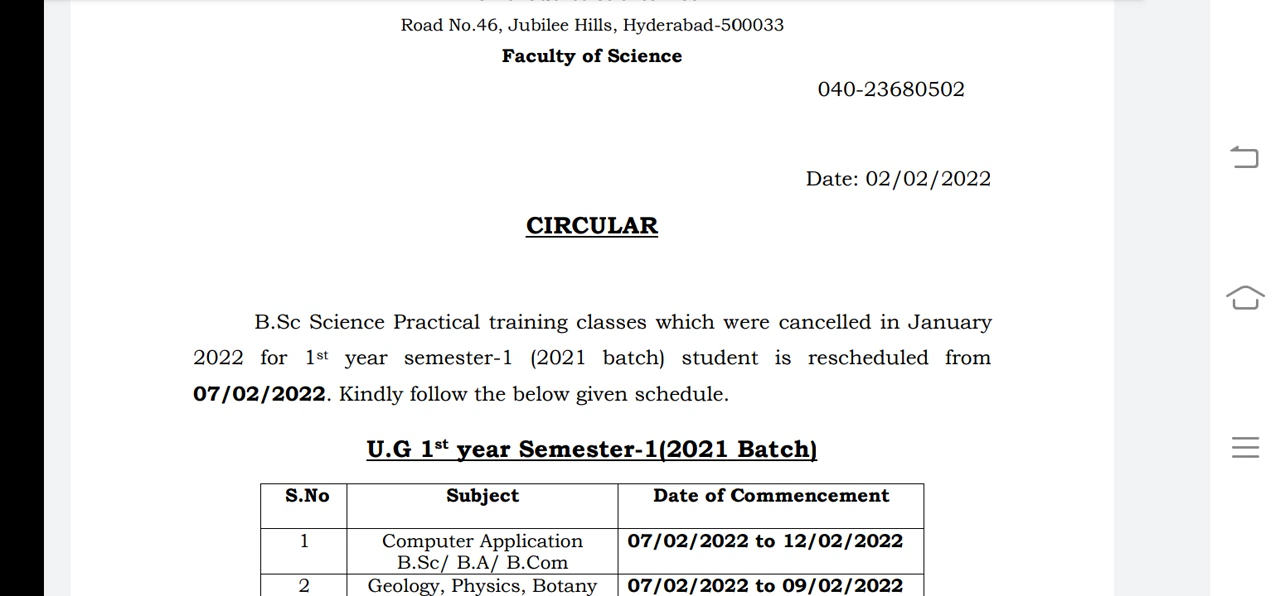 Road No.46, Jubilee Hills, Hyderabad-500033
Faculty of Science
040-23680502
Date: 02/02/2022
CIRCULAR
B.Sc Science Practical training classes which were cancelled in January
2022 for 1st year semester-1 (2021 batch) student is rescheduled from
07/02/2022. Kindly follow the below given schedule.
U.G 1st year Semester-1(2021 Batch)
S.No Subject Date of Commencement
1 Computer Application 07/02/2022 to 12/02/2022
B.Sc/ B.A/ B.Com
2 Geology, Physics, Botany 07/02/2022 to 09/02/2022